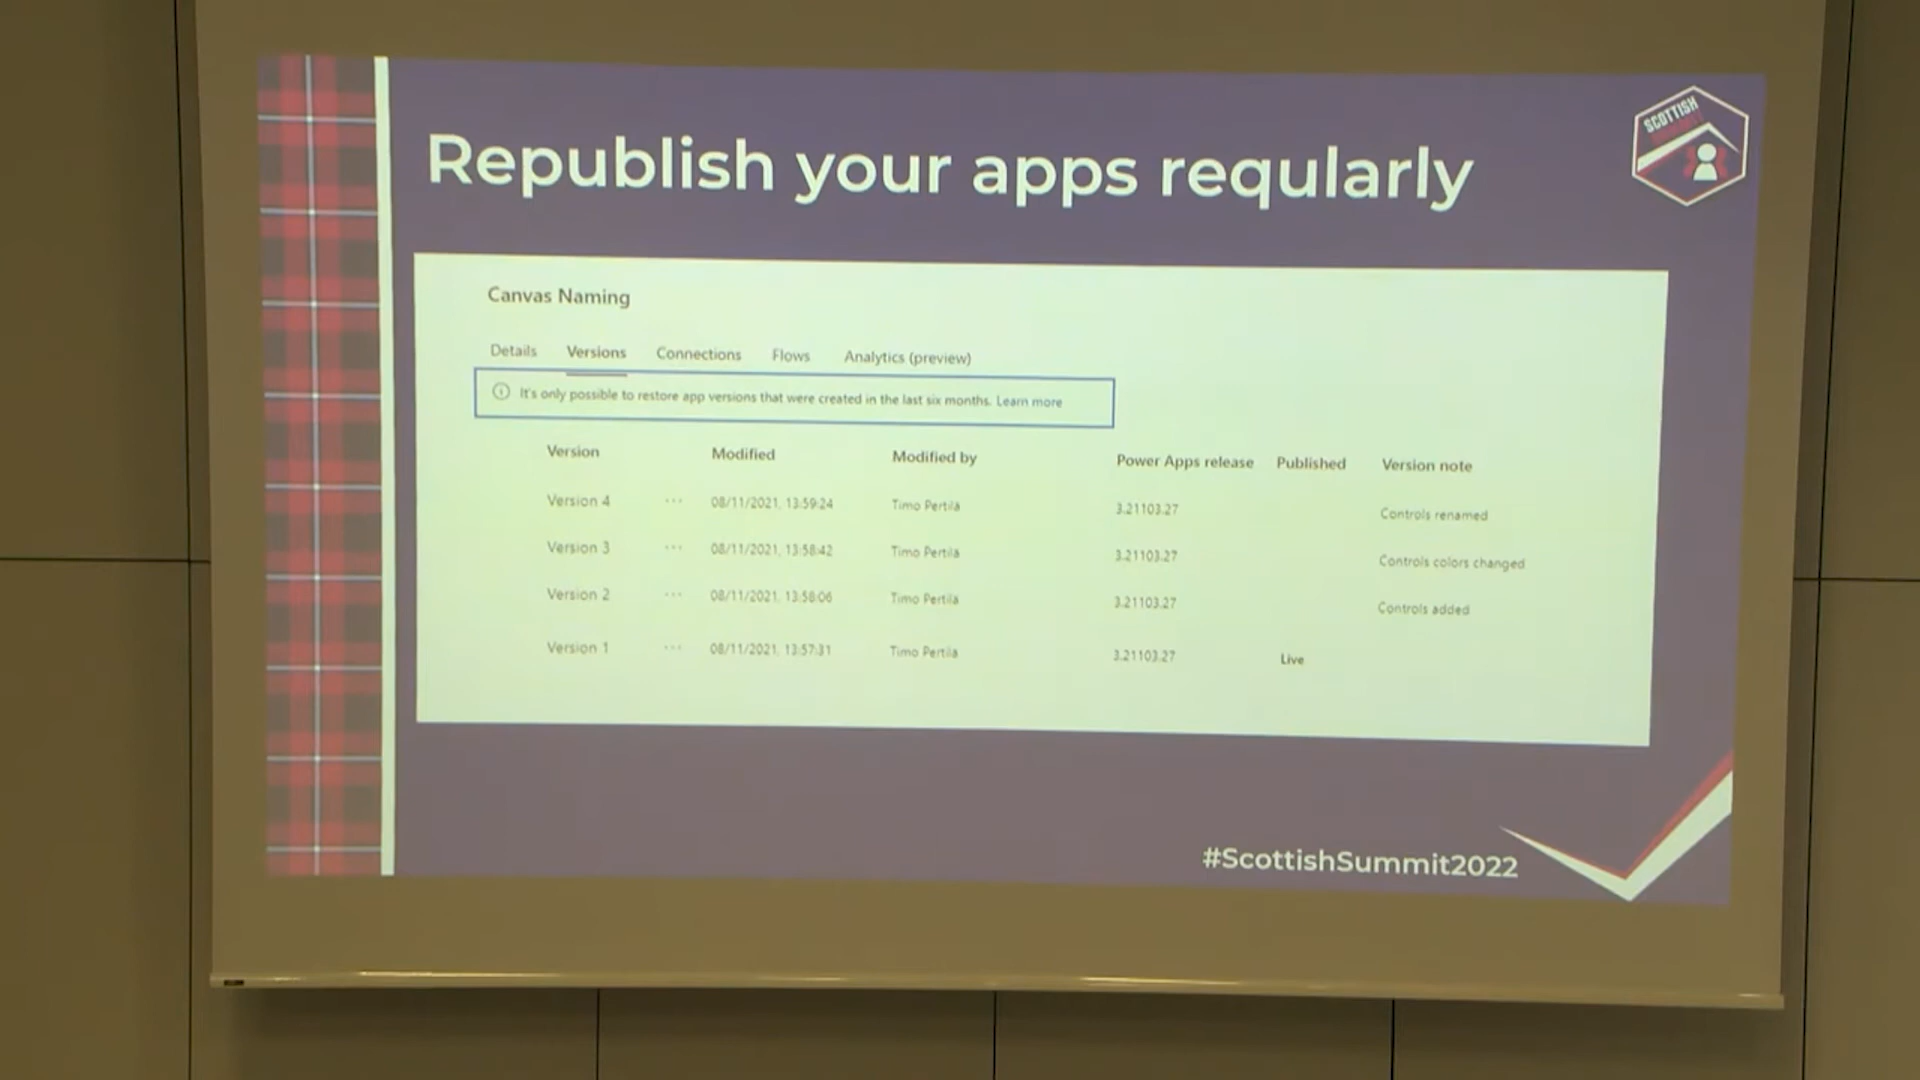 SCOTTISH
Republish your apps reqularly
Canvas Naming
Details Versions Connections Flows Analytics (preview)
It's only possible to restore app versions that were created in the last six months. Learn more
Version Modified Modified by Power Apps release Published Version note
Version 4 ... 08/11/2021, 13:59:24 Timo Pertilä 3.21103.27 Controls renamed
Version 3 ... 08/11/2021, 13:58:42 Timo Pertilä 3.21103.27 Controls colors changed
Version 2 ... 08/11/2021, 13:58:06 Timo Pertilä 3.21103.27 Controls added
Version 1 ... 08/11/2021, 13:57:31 Timo Pertilä 3.21103.27 Live
#ScottishSummit2022